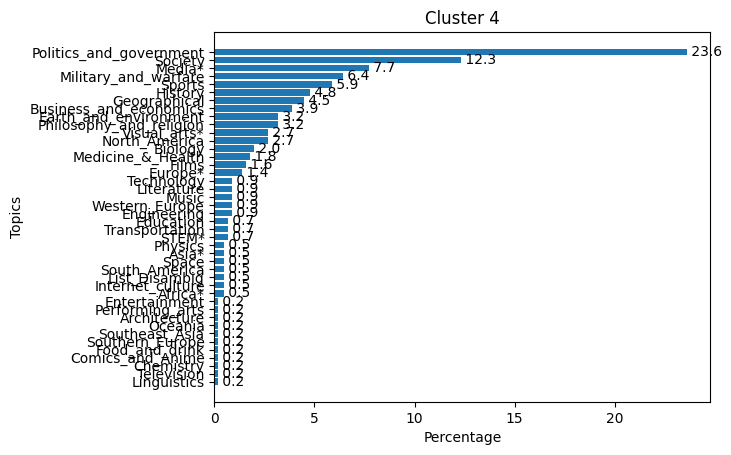 Cluster 4
Politics_and_government 23.6
Society 12.3
Media* 7.7
Military_and_warfare 6.4
Sports 5.9
History 4.8
Geographical 4.5
Business_and_economics 3.9
Earth_and_environment 3.2
Philosophy_and_religion 3.2
Visual_arts* 2.7
North_America 2.7
Biology 2.0
Medicine_&_Health 1.8
Films 1.6
Europe* 1.4
Technology 0.9
Literature 0.9
Music 0.9
Western_Europe 0.9
Engineering 0.9
Education 0.7
Transportation 0.7
STEM* 0.7
Physics 0.5
Asia* 0.5
Space 0.5
South_America 0.5
List_Disambig 0.5
Internet_culture 0.5
Africa* 0.5
Entertainment 0.2
Performing_arts 0.2
Architecture 0.2
Oceania 0.2
Southeast_Asia 0.2
Southern_Europe 0.2
Food_and_drink 0.2
Comics_and_Anime 0.2
Chemistry 0.2
Television 0.2
Linguistics 0.2
Topics
0 5 10 15 20
Percentage